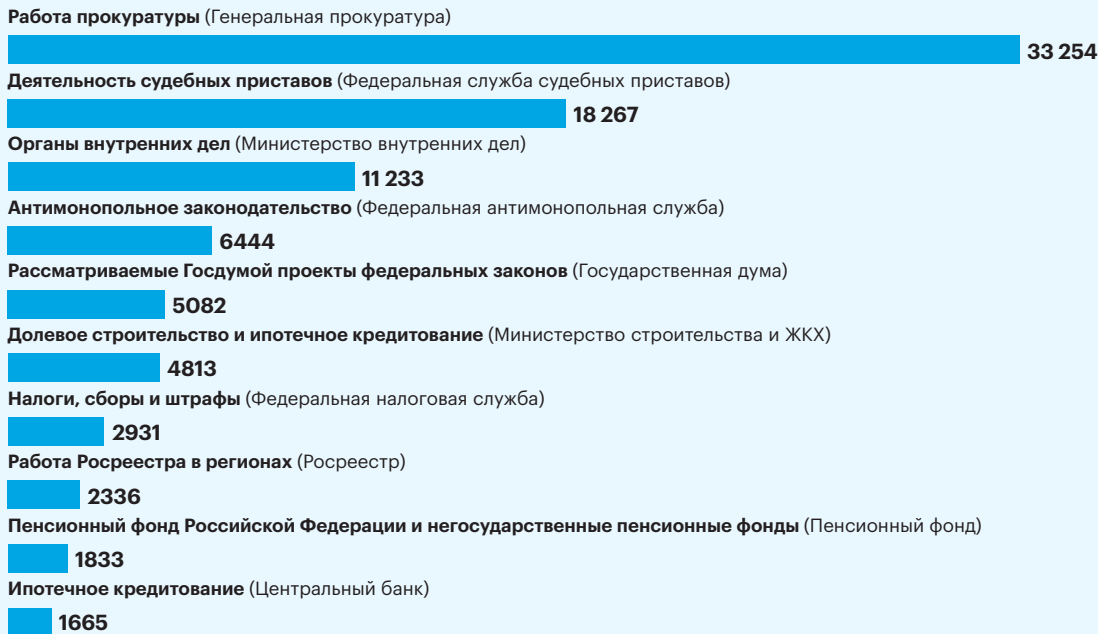 Работа прокуратуры (Генеральная прокуратура)
33 254
Деятельность судебных приставов (Федеральная служба судебных приставов)
18 267
Органы внутренних дел (Министерство внутренних дел)
11 233
Антимонопольное законодательство (Федеральная антимонопольная служба)
6444
Рассматриваемые Госдумой проекты федеральных законов (Государственная дума)
5082
Долевое строительство и ипотечное кредитование (Министерство строительства и ЖКХ)
4813
Налоги, сборы и штрафы (Федеральная налоговая служба)
2931
Работа Росреестра в регионах (Росреестр)
2336
Пенсионный фонд Российской Федерации и негосударственные пенсионные фонды (Пенсионный фонд)
1833
Ипотечное кредитование (Центральный банк)
1665